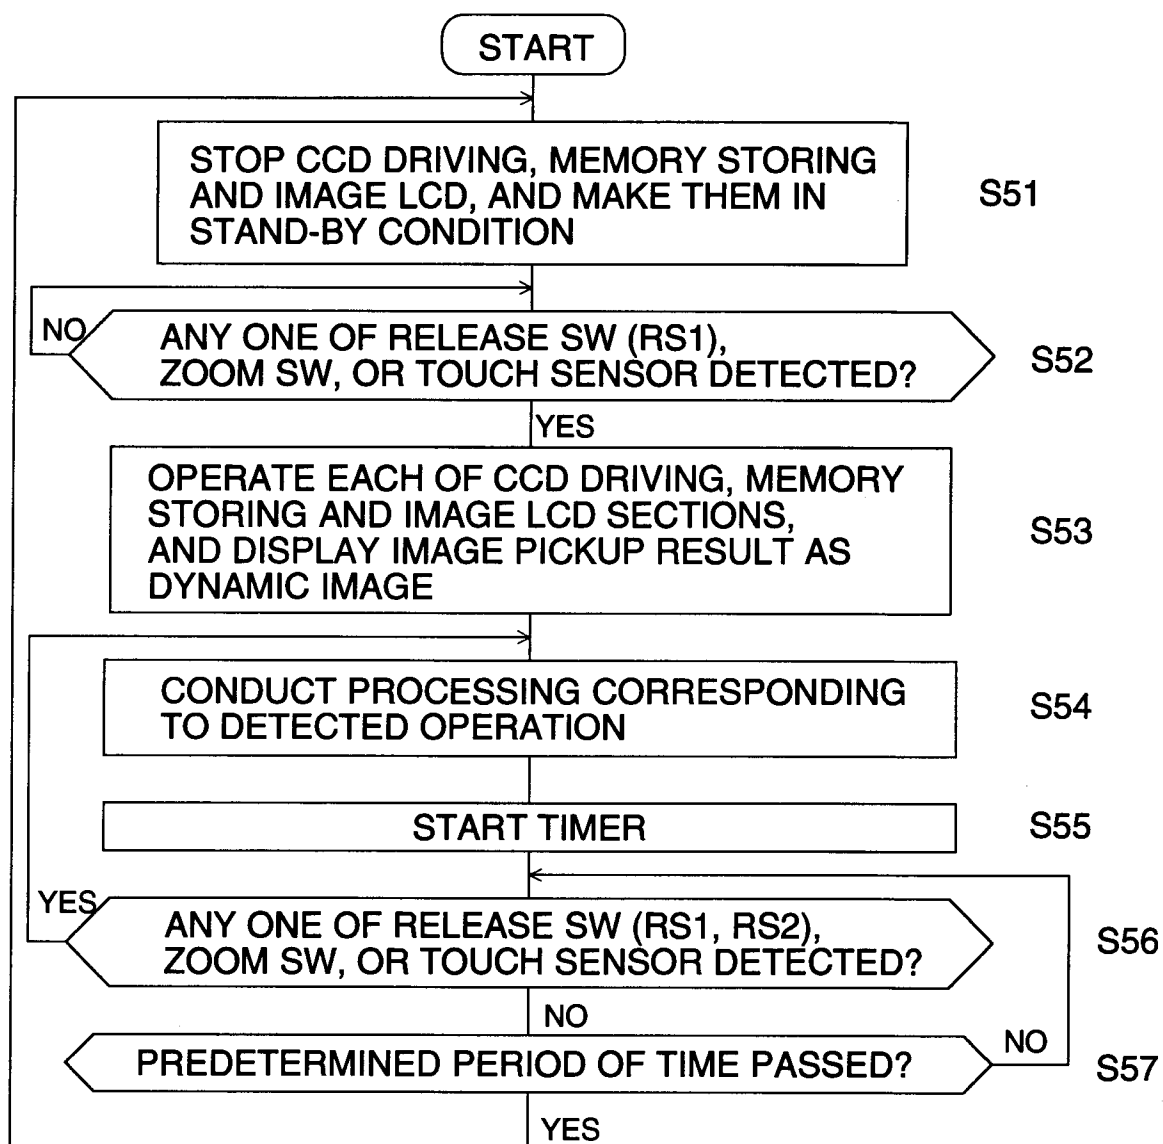 START
STOP CCD DRIVING, MEMORY STORING
AND IMAGE LCD, AND MAKE THEM IN
STAND-BY CONDITION
S51
NO
ANY ONE OF RELEASE SW (RS1),
ZOOM SW, OR TOUCH SENSOR DETECTED?
S52
YES
OPERATE EACH OF CCD DRIVING, MEMORY
STORING AND IMAGE LCD SECTIONS,
AND DISPLAY IMAGE PICKUP RESULT AS
DYNAMIC IMAGE
S53
CONDUCT PROCESSING CORRESPONDING
TO DETECTED OPERATION
S54
START TIMER
S55
YES
ANY ONE OF RELEASE SW (RS1, RS2),
ZOOM SW, OR TOUCH SENSOR DETECTED?
S56
NO
PREDETERMINED PERIOD OF TIME PASSED?
NO
S57
YES